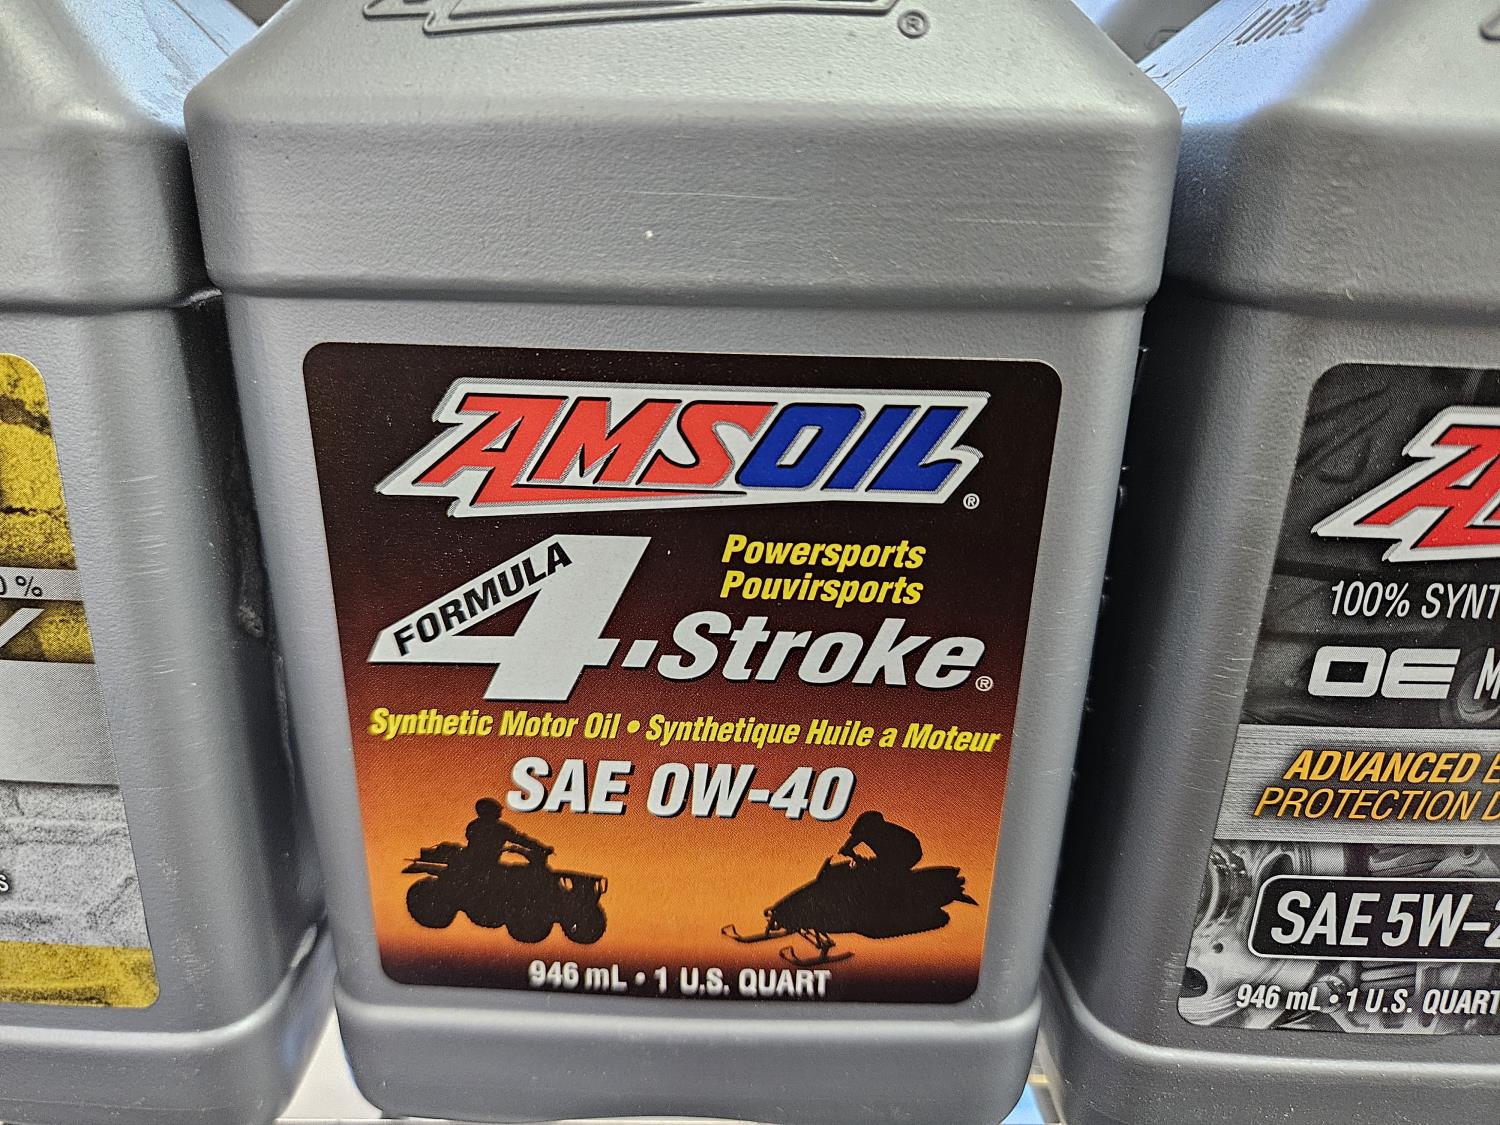 AMSOIL®
FORMULA
4-Stroke®
Powersports
Pouvirsports
Synthetic Motor Oil • Synthetique Huile a Moteur
SAE 0W-40
946 mL • 1 U.S. QUART
100%
OE
ADVANCED
PROTECTION
SAE 5W-
946 mL • 1 U.S. QUART